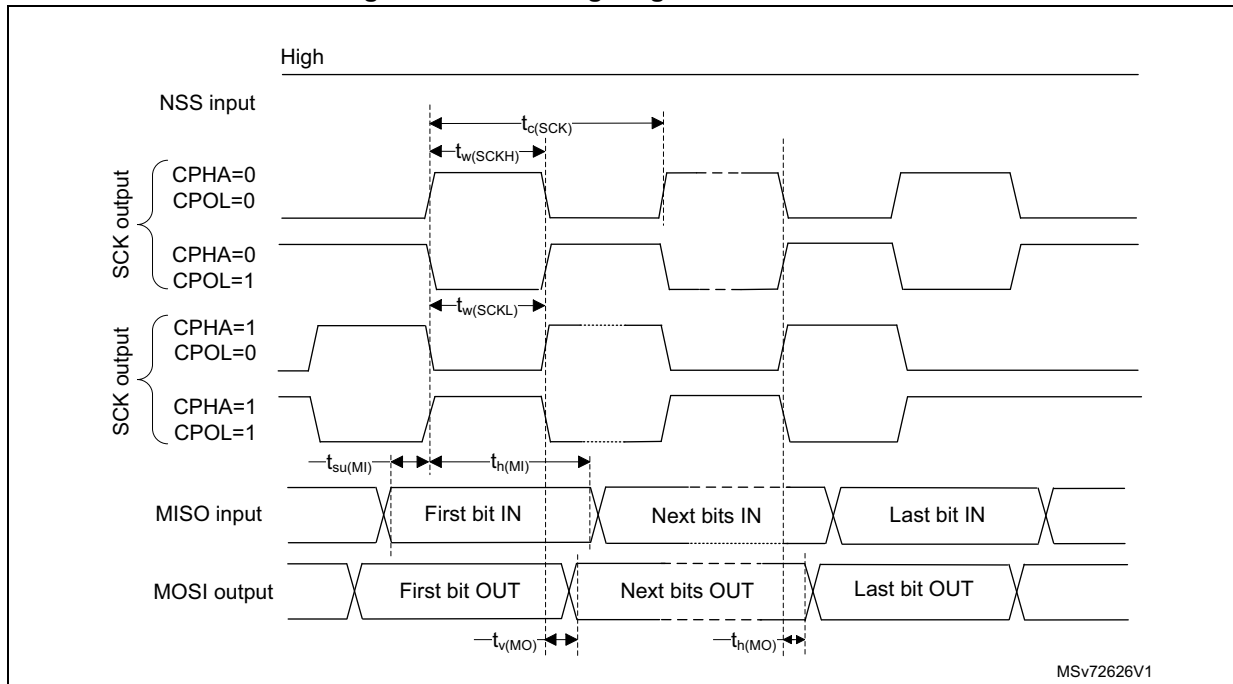 High
NSS input
tc(SCK)
tw(SCKH)
SCK output
CPHA=0
CPOL=0
CPHA=0
CPOL=1
tw(SCKL)
SCK output
CPHA=1
CPOL=0
CPHA=1
CPOL=1
tsu(MI)
th(MI)
MISO input
First bit IN
Next bits IN
Last bit IN
MOSI output
First bit OUT
Next bits OUT
Last bit OUT
tv(MO)
th(MO)
MSv72626V1